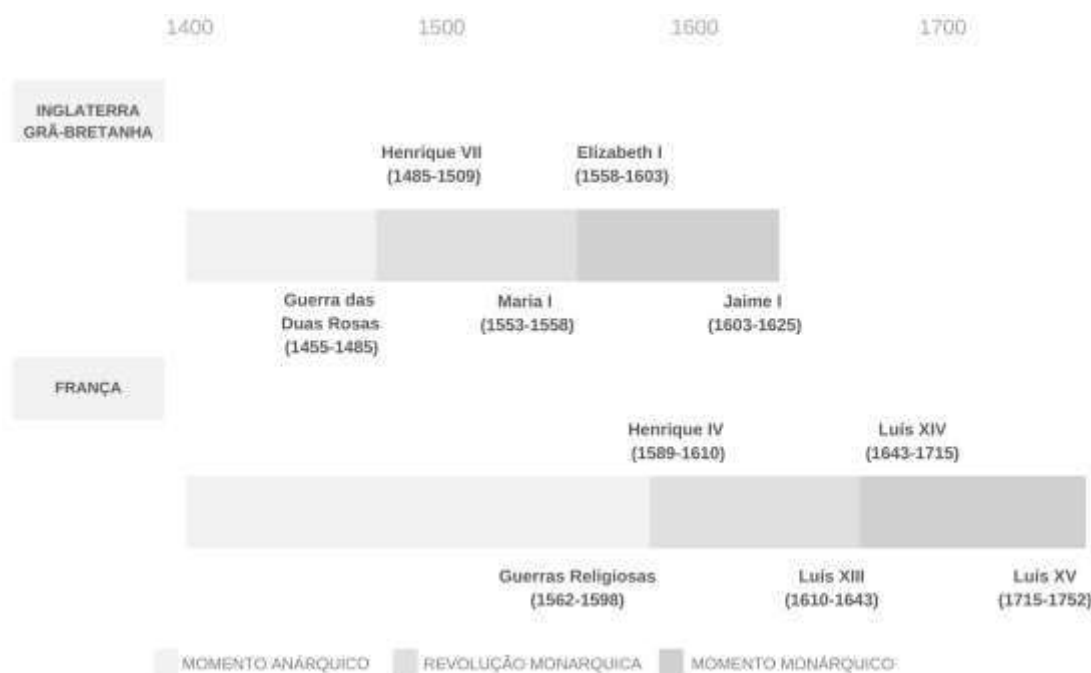 1400 1500 1600 1700
INGLATERRA
GRÃ-BRETANHA
Henrique VII
(1485-1509)
Elizabeth I
(1558-1603)
Guerra das
Duas Rosas
(1455-1485)
Maria I
(1553-1558)
Jaime I
(1603-1625)
FRANÇA
Henrique IV
(1589-1610)
Luís XIV
(1643-1715)
Guerras Religiosas
(1562-1598)
Luís XIII
(1610-1643)
Luís XV
(1715-1752)
MOMENTO ANÁRQUICO REVOLUÇÃO MONARQUICA MOMENTO MONÁRQUICO